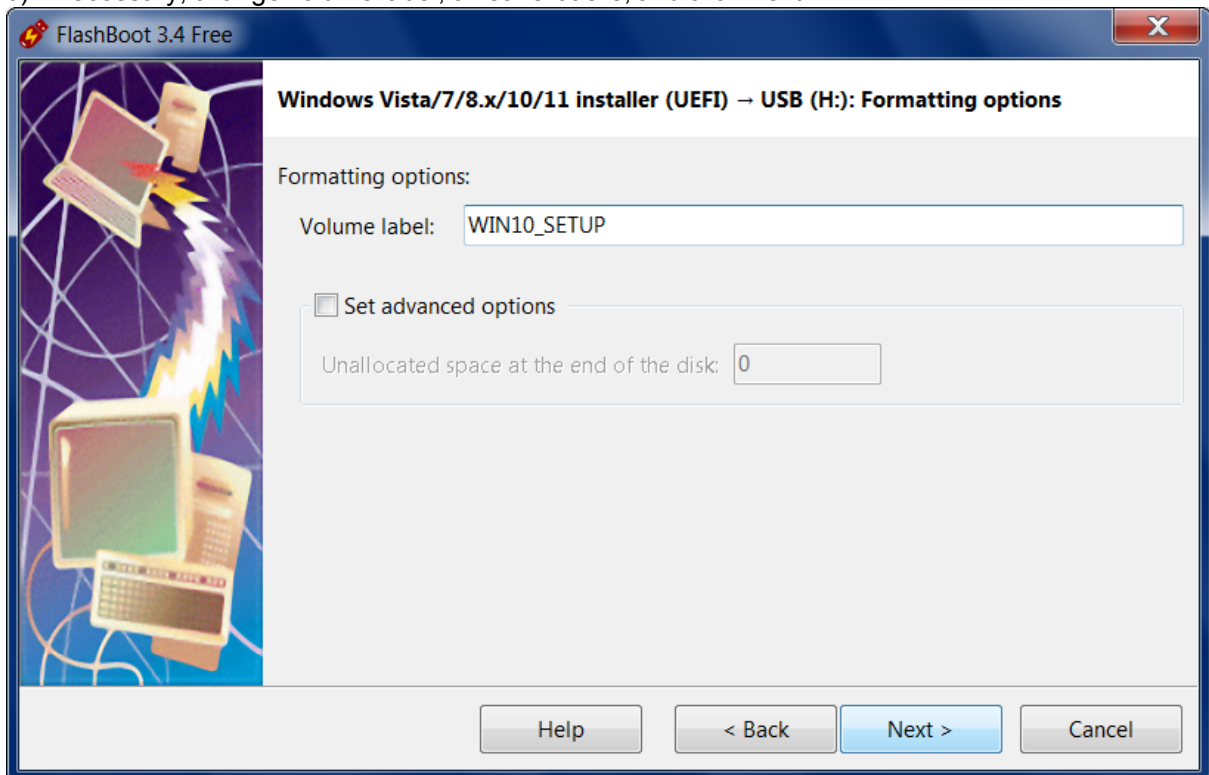 FlashBoot 3.4 Free
Windows Vista/7/8.x/10/11 installer (UEFI) → USB (H:): Formatting options
Formatting options:
Volume label: WIN10_SETUP
Set advanced options
Unallocated space at the end of the disk: 0
Help < Back Next > Cancel